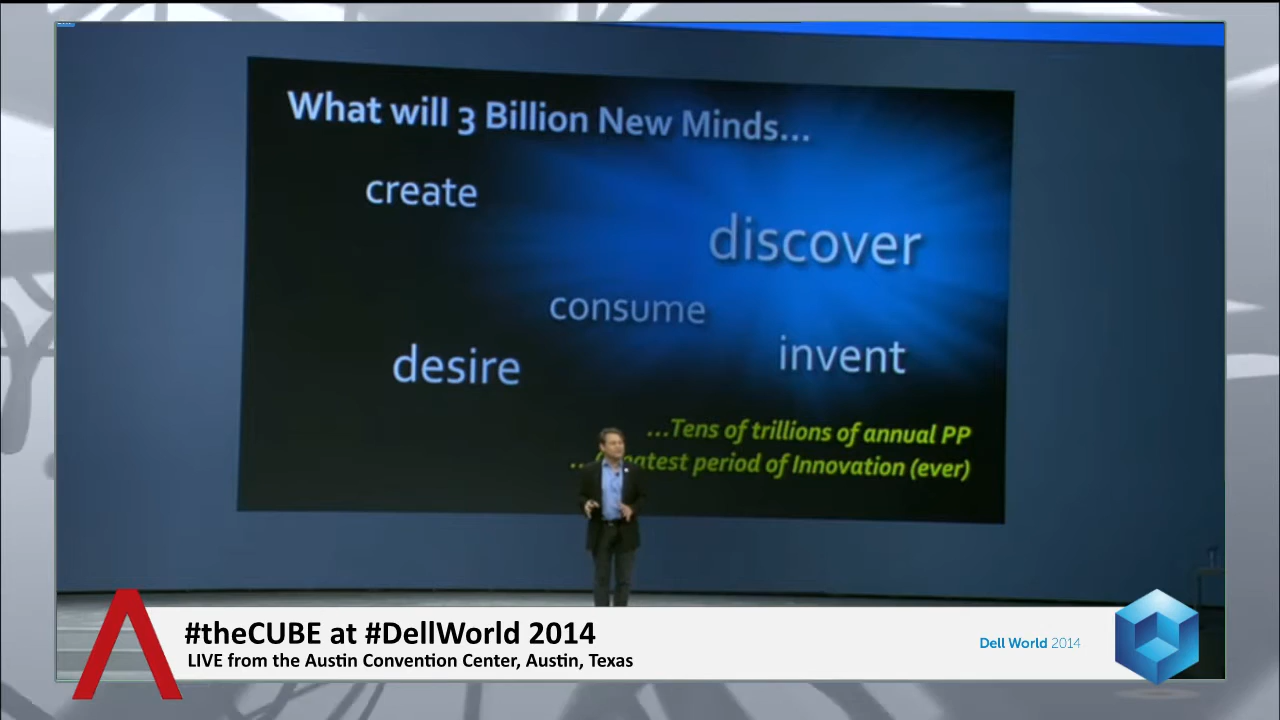 What will 3 Billion New Minds...
create
discover
consume
desire
invent
...Tens of trillions of annual PP
period of Innovation (ever)
#theCUBE at #DellWorld 2014
LIVE from the Austin Convention Center, Austin, Texas
Dell World 2014